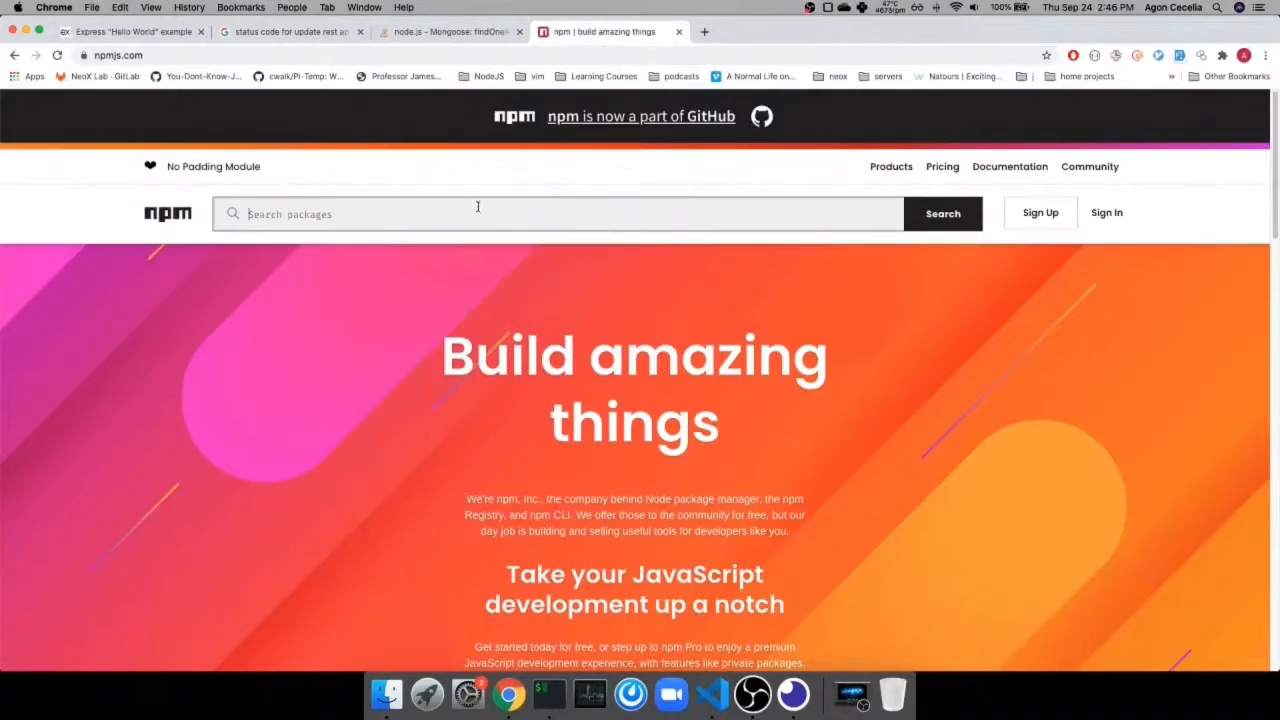 Chrome File Edit View History Bookmarks People Tab Window Help
47°C
4673rpm
100%
Thu Sep 24 2:46 PM Agon Cecelia
Express "Hello World" example
status code for update rest ap
node.js - Mongoose: findOneA
npm | build amazing things
npmjs.com
Apps
NeoX Lab - GitLab
You-Dont-Know-J...
cwalk/Pi-Temp: W...
Professor James...
NodeJS
vim
Learning Courses
podcasts
A Normal Life on...
neox
servers
Natours | Exciting...
j
home projects
»
Other Bookmarks
npm npm is now a part of GitHub
❤ No Padding Module
Products Pricing Documentation Community
npm
Search packages
Search
Sign Up
Sign In
Build amazing
things
We're npm, Inc., the company behind Node package manager, the npm
Registry, and npm CLI. We offer those to the community for free, but our
day job is building and selling useful tools for developers like you.
Take your JavaScript
development up a notch
Get started today for free, or step up to npm Pro to enjoy a premium
JavaScript development experience, with features like private packages.
2